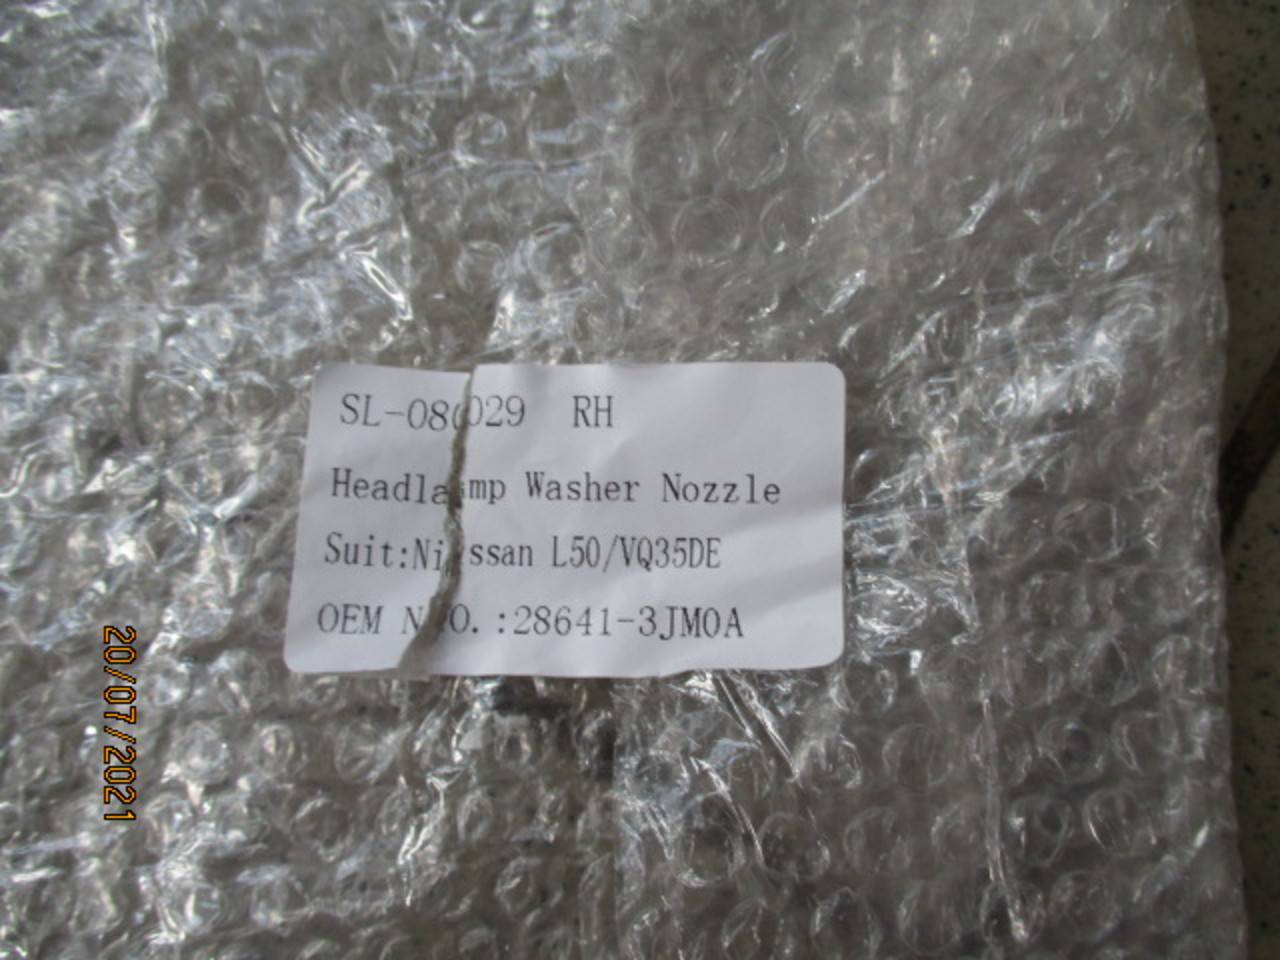 SL-08029 RH
Headlamp Washer Nozzle
Suit:Nissan L50/VQ35DE
OEM NO.:28641-3JM0A
20/07/2021